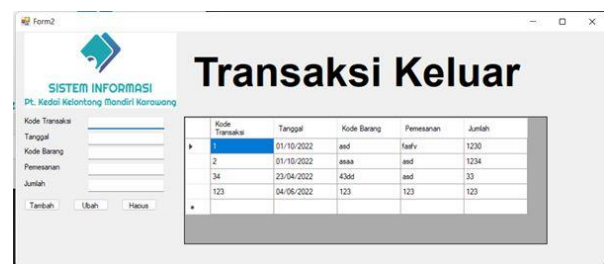 Form2
SISTEM INFORMASI
Pt. Kedai Kelontong Mandiri Karawang
Transaksi Keluar
Kode Transaksi
Tanggal
Kode Barang
Pemesanan
Jumlah
Tambah Ubah Hapus
Kode Transaksi Tanggal Kode Barang Pemesanan Jumlah
1 01/10/2022 asd fasfv 1230
2 01/10/2022 asaa asd 1234
34 23/04/2022 43dd asd 33
123 04/06/2022 123 123 123